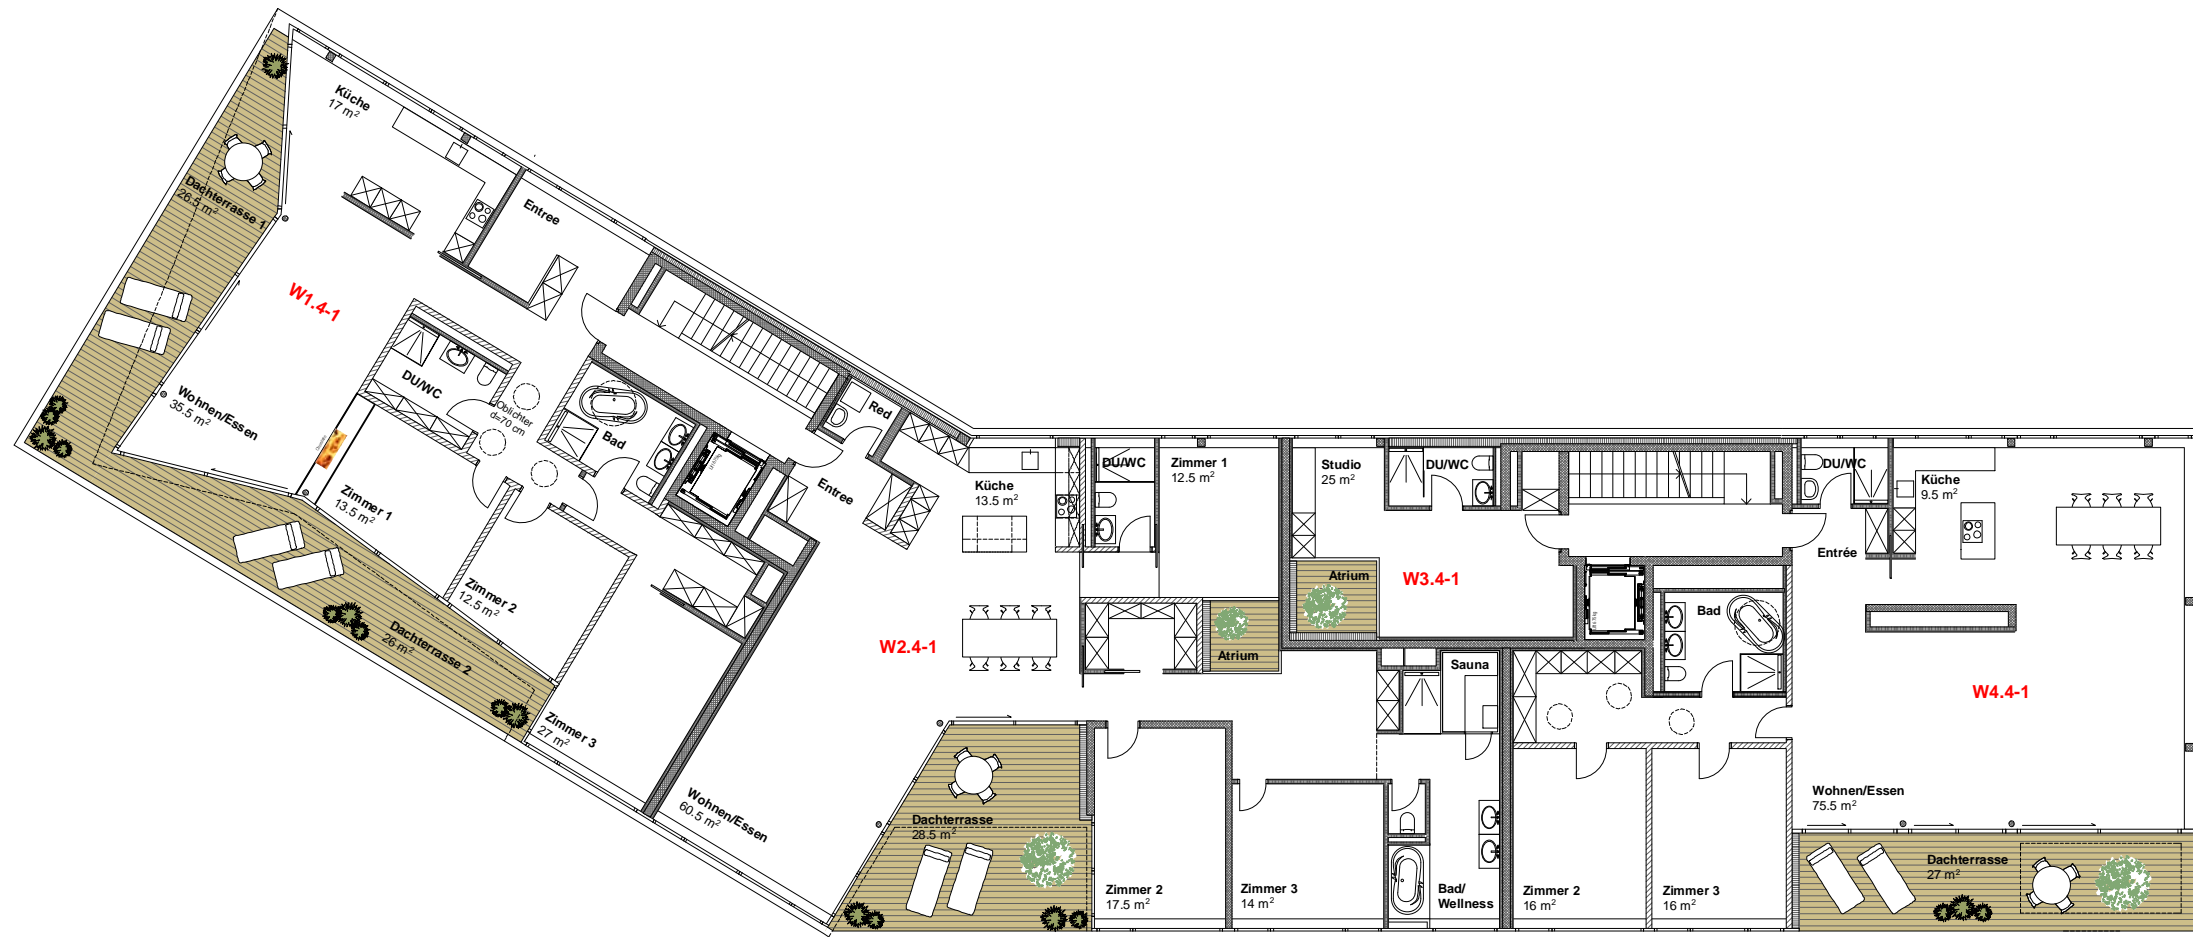 Küche
17 m²
Entree
Dachterrasse 1
26.5 m²
W1.4-1
Wohnen/Essen
35.5 m²
DU/WC
Oblichter
d=70 cm
Bad
Red
Entree
Zimmer 1
13.5 m²
Zimmer 2
12.5 m²
Dachterrasse 2
26 m²
Zimmer 3
27 m²
Küche
13.5 m²
DU/WC
Zimmer 1
12.5 m²
W2.4-1
Atrium
Wohnen/Essen
60.5 m²
Dachterrasse
28.5 m²
Zimmer 2
17.5 m²
Zimmer 3
14 m²
Sauna
Bad/
Wellness
Studio
25 m²
DU/WC
Atrium
W3.4-1
DU/WC
Küche
9.5 m²
Entrée
Bad
W4.4-1
Wohnen/Essen
75.5 m²
Zimmer 2
16 m²
Zimmer 3
16 m²
Dachterrasse
27 m²